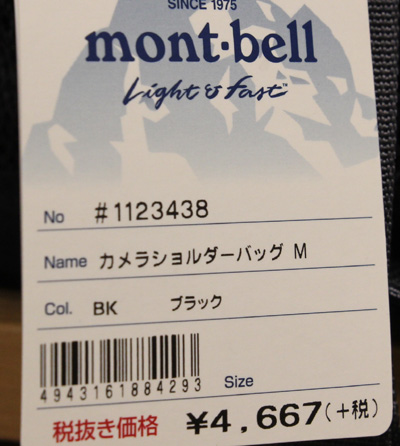 SINCE 1975
mont·bell
Light & Fast™
No #1123438
Name カメラショルダーバッグ M
Col. BK ブラック
4943161884293
Size
税抜き価格 ¥4,667(+税)